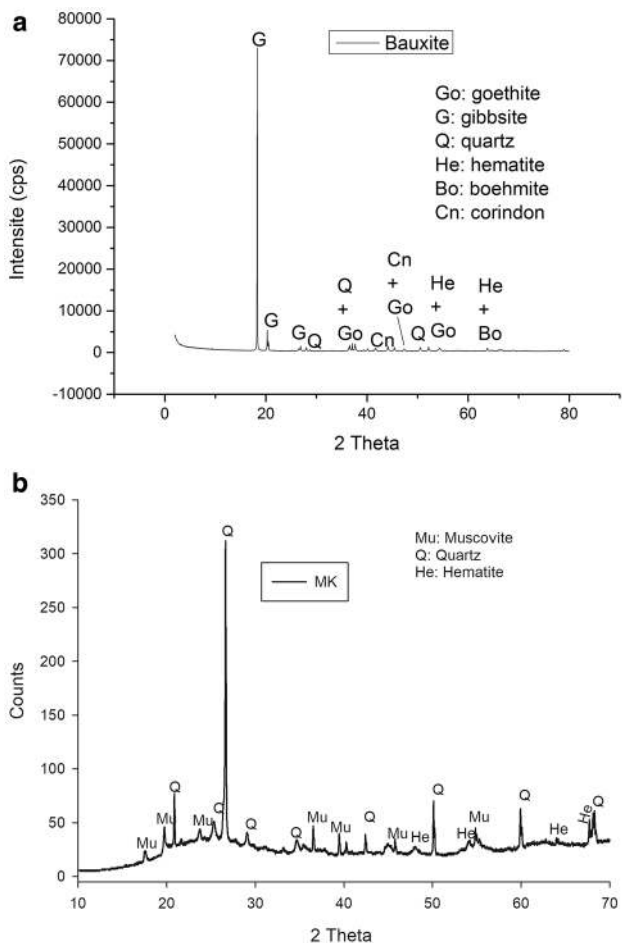 a
Bauxite
Go: goethite
G: gibbsite
Q: quartz
He: hematite
Bo: boehmite
Cn: corindon
Intensite (cps)
80000
70000
60000
50000
40000
30000
20000
10000
0
-10000
G
G
G
Q
Q + Go
Cn
Cn + Go
Q
He + Go
He + Bo
0 20 40 60 80
2 Theta
b
MK
Mu: Muscovite
Q: Quartz
He: Hematite
Counts
350
300
250
200
150
100
50
0
Mu
Mu
Q
Mu
Q
Q
Q
Q
Mu
Mu
Q
Mu
He
Q
He
Mu
Q
He
He
Q
10 20 30 40 50 60 70
2 Theta